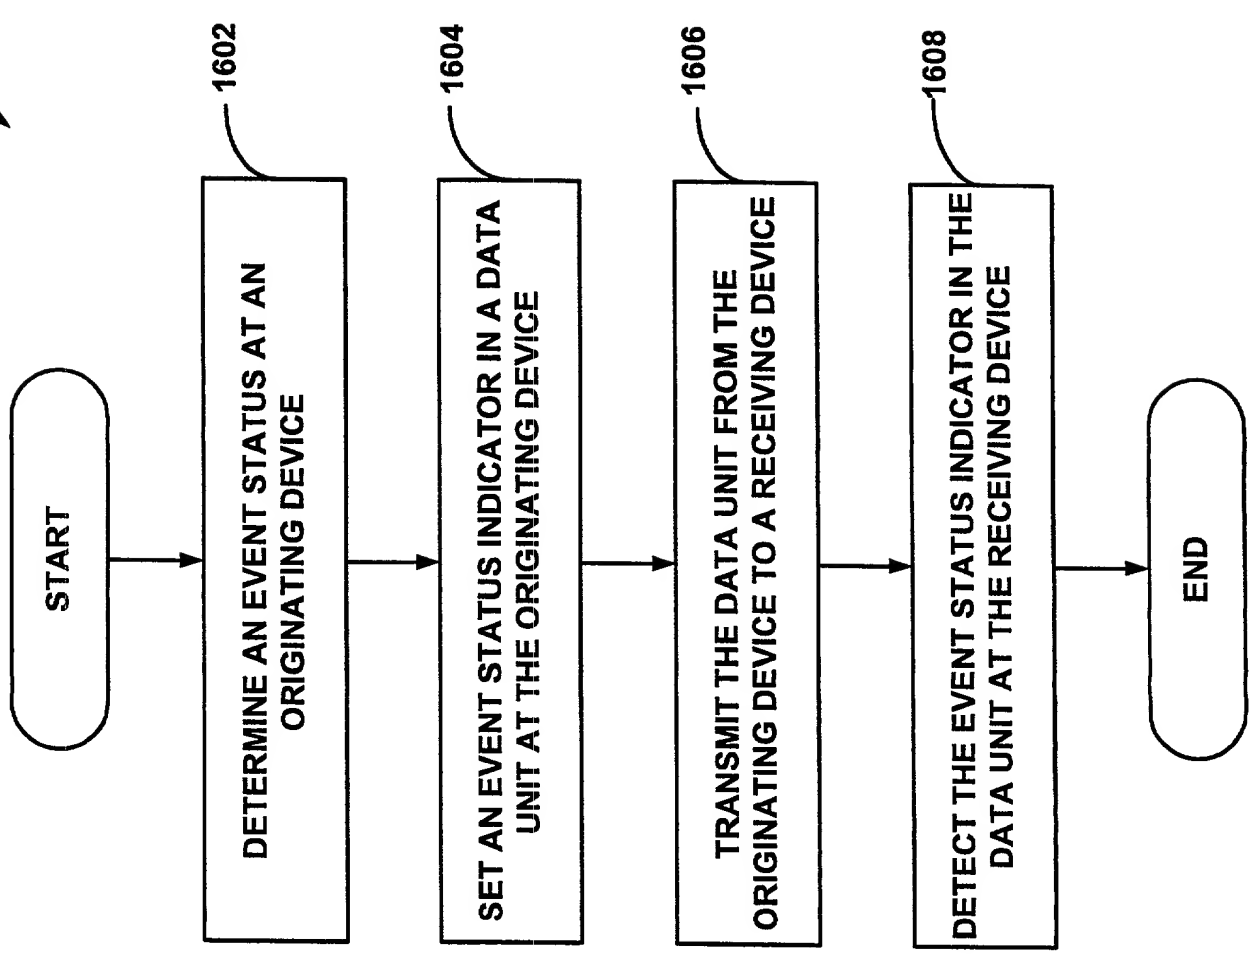 START
1602
DETERMINE AN EVENT STATUS AT AN
ORIGINATING DEVICE
1604
SET AN EVENT STATUS INDICATOR IN A DATA
UNIT AT THE ORIGINATING DEVICE
1606
TRANSMIT THE DATA UNIT FROM THE
ORIGINATING DEVICE TO A RECEIVING DEVICE
1608
DETECT THE EVENT STATUS INDICATOR IN THE
DATA UNIT AT THE RECEIVING DEVICE
END